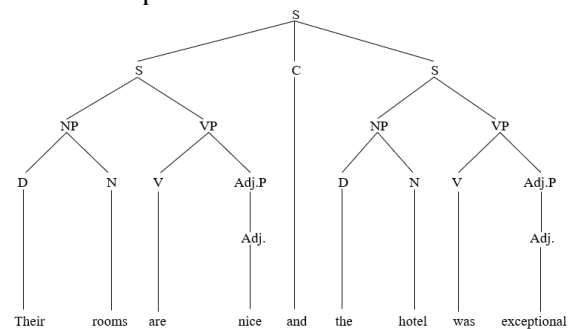 S
S C S
NP VP NP VP
D N V Adj.P D N V Adj.P
Adj. Adj.
Their rooms are nice and the hotel was exceptional